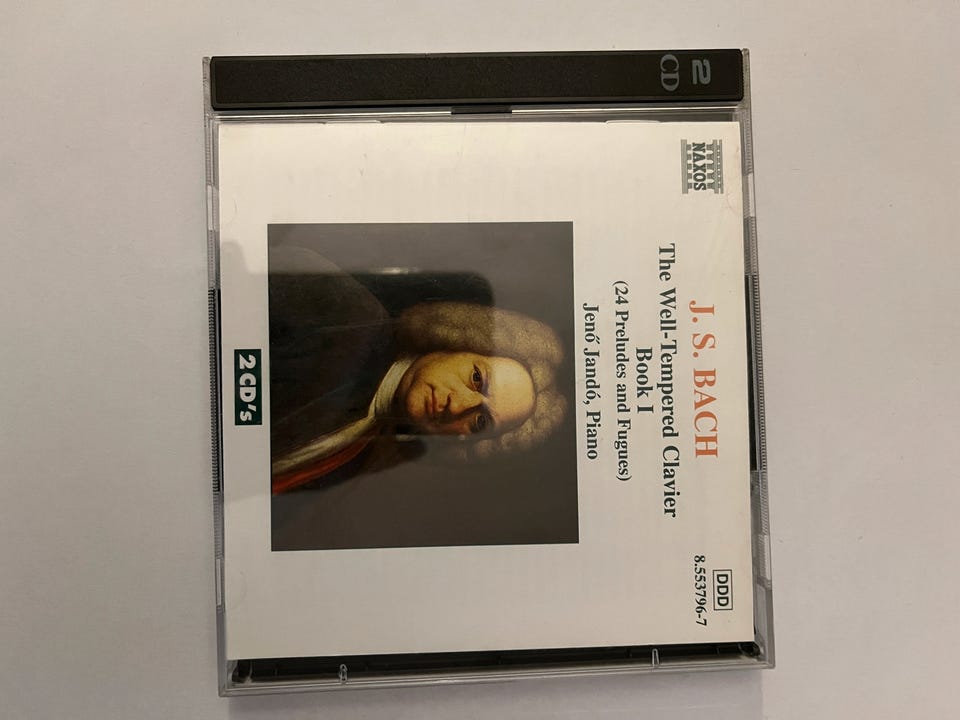 2
CD
NAXOS
DDD
8.553796-7
J. S. BACH
The Well-Tempered Clavier
Book I
(24 Preludes and Fugues)
Jenő Jandó, Piano
2 CD's